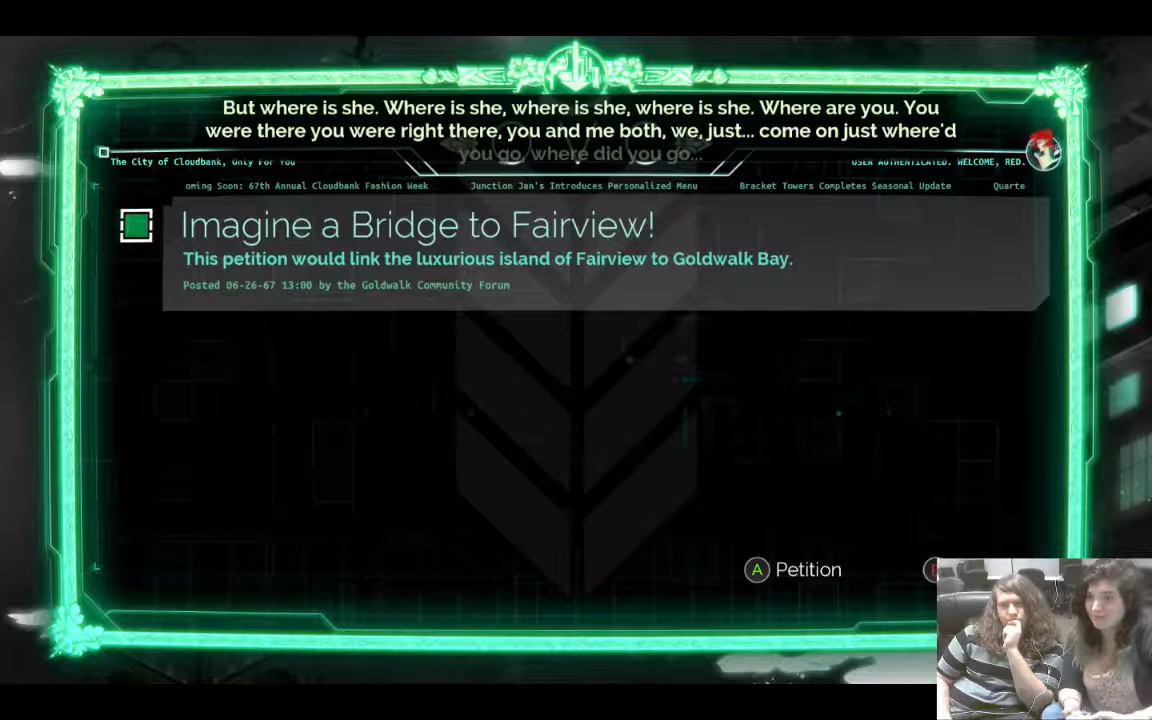 But where is she. Where is she, where is she, where is she. Where are you. You
were there you were right there, you and me both, we, just... come on just where'd
you go, where did you go...
The City of Cloudbank, Only For You
USER AUTHENTICATED. WELCOME, RED.
oming Soon: 67th Annual Cloudbank Fashion Week Junction Jan's Introduces Personalized Menu Bracket Towers Completes Seasonal Update Quarte
Imagine a Bridge to Fairview!
This petition would link the luxurious island of Fairview to Goldwalk Bay.
Posted 06-26-67 13:00 by the Goldwalk Community Forum
A Petition